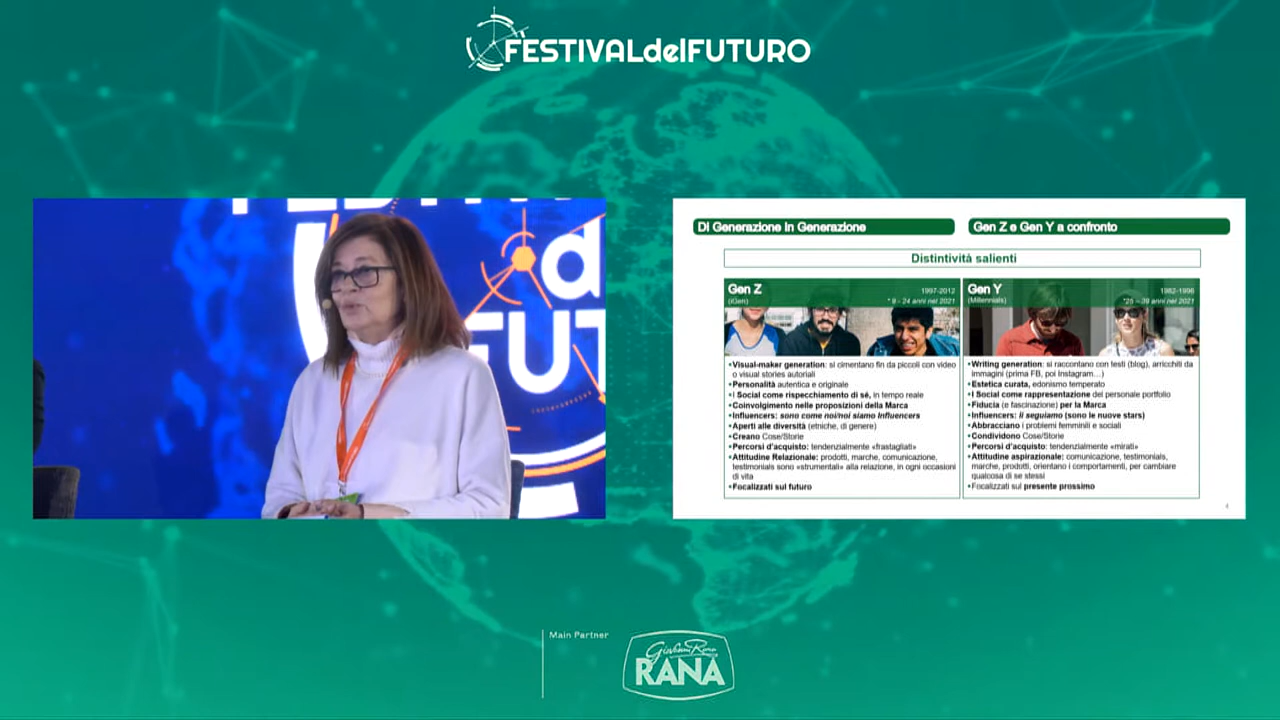 FESTIVALdelFUTURO
FUT
Di Generazione in Generazione
Gen Z e Gen Y a confronto
Distintività salienti
Gen Z
1997-2012
(iGen)
* 9 - 24 anni nel 2021
Gen Y
1982-1996
(Millennials)
*25 – 39 anni nel 2021
•Visual-maker generation: si cimentano fin da piccoli con video
o visual stories autoriali
•Personalità autentica e originale
•I Social come rispecchiamento di sé, in tempo reale
•Coinvolgimento nelle proposizioni della Marca
•Influencers: sono come noi/noi siamo Influencers
•Aperti alle diversità (etniche, di genere)
•Creano Cose/Storie
•Percorsi d'acquisto: tendenzialmente «frastagliati»
•Attitudine Relazionale: prodotti, marche, comunicazione,
testimonials sono «strumentali» alla relazione, in ogni occasioni
di vita
•Focalizzati sul futuro
•Writing generation: si raccontano con testi (blog), arricchiti da
immagini (prima FB, poi Instagram…)
•Estetica curata, edonismo temperato
•I Social come rappresentazione del personale portfolio
•Fiducia (e fascinazione) per la Marca
•Influencers: li seguiamo (sono le nuove stars)
•Abbracciano i problemi femminili e sociali
•Condividono Cose/Storie
•Percorsi d'acquisto: tendenzialmente «mirati»
•Attitudine aspirazionale: comunicazione, testimonials,
marche, prodotti, orientano i comportamenti, per cambiare
qualcosa di se stessi
•Focalizzati sul presente prossimo
4
Main Partner
Giovanni Rana
RANA